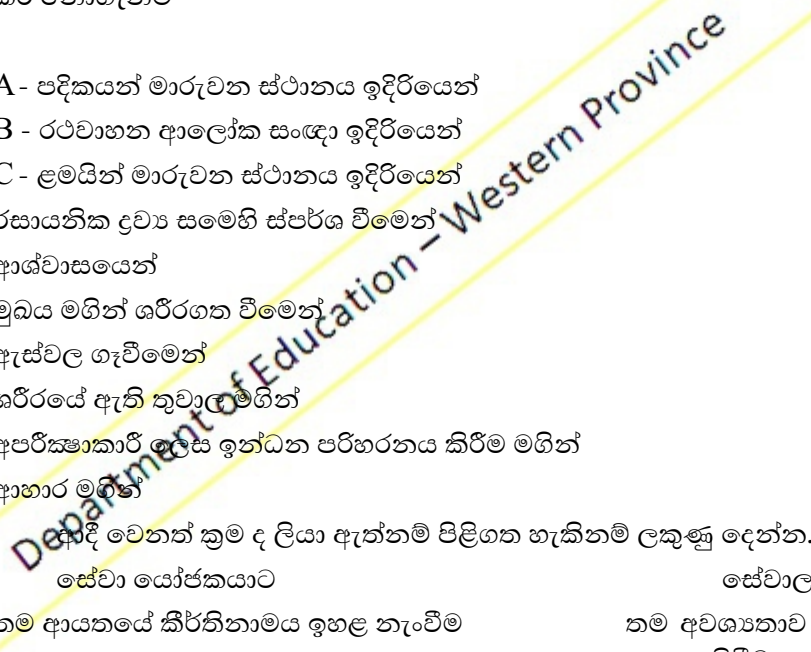 A - පදිකයන් මාරුවන ස්ථානය ඉදිරියෙන්
B - රථවාහන ආලෝක සංඥා ඉදිරියෙන්
C - ළමයින් මාරුවන ස්ථානය ඉදිරියෙන්
රසායනික ද්‍රව්‍ය සමෙහි ස්පර්ශ වීමෙන්
ආශ්වාසයෙන්
මුඛය මගින් ශරීරගත වීමෙන්
ඇස්වල ගෑවීමෙන්
ශරීරයේ ඇති තුවාල මගින්
අපරීක්‍ෂාකාරී ලෙස ඉන්ධන පරිහරනය කිරීම මගින්
ආහාර මගින්
ආදී වෙනත් ක්‍රම ද ලියා ඇත්නම් පිළිගත හැකිනම් ලකුණු දෙන්න.
සේවා යෝජකයාට සේවාල
තම ආයතයේ කීර්තිනාමය ඉහළ නැංවීම තම අවශ්‍යතාව
Department of Education – Western Province